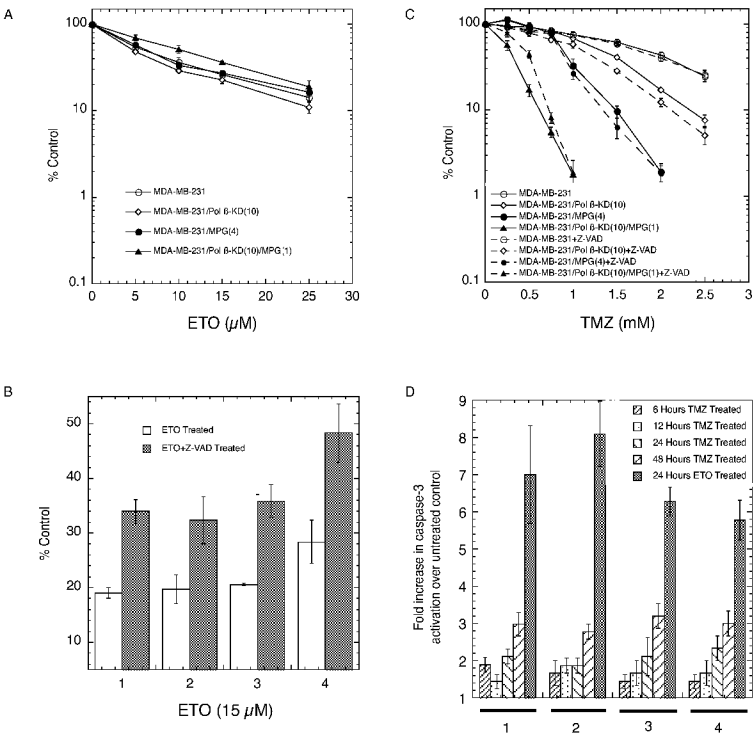 A
100
10
1
0.1
% Control
MDA-MB-231
MDA-MB-231/Pol ß-KD(10)
MDA-MB-231/MPG(4)
MDA-MB-231/Pol ß-KD(10)/MPG(1)
0 5 10 15 20 25 30
ETO (µM)
C
100
10
1
0.1
% Control
MDA-MB-231
MDA-MB-231/Pol ß-KD(10)
MDA-MB-231/MPG(4)
MDA-MB-231/Pol ß-KD(10)/MPG(1)
MDA-MB-231+Z-VAD
MDA-MB-231/Pol ß-KD(10)+Z-VAD
MDA-MB-231/MPG(4)+Z-VAD
MDA-MB-231/Pol ß-KD(10)/MPG(1)+Z-VAD
0 0.5 1 1.5 2 2.5 3
TMZ (mM)
B
50
40
30
20
10
% Control
ETO Treated
ETO+Z-VAD Treated
1 2 3 4
ETO (15 µM)
D
9
8
7
6
5
4
3
2
1
Fold increase in caspase-3
activation over untreated control
6 Hours TMZ Treated
12 Hours TMZ Treated
24 Hours TMZ Treated
48 Hours TMZ Treated
24 Hours ETO Treated
1 2 3 4